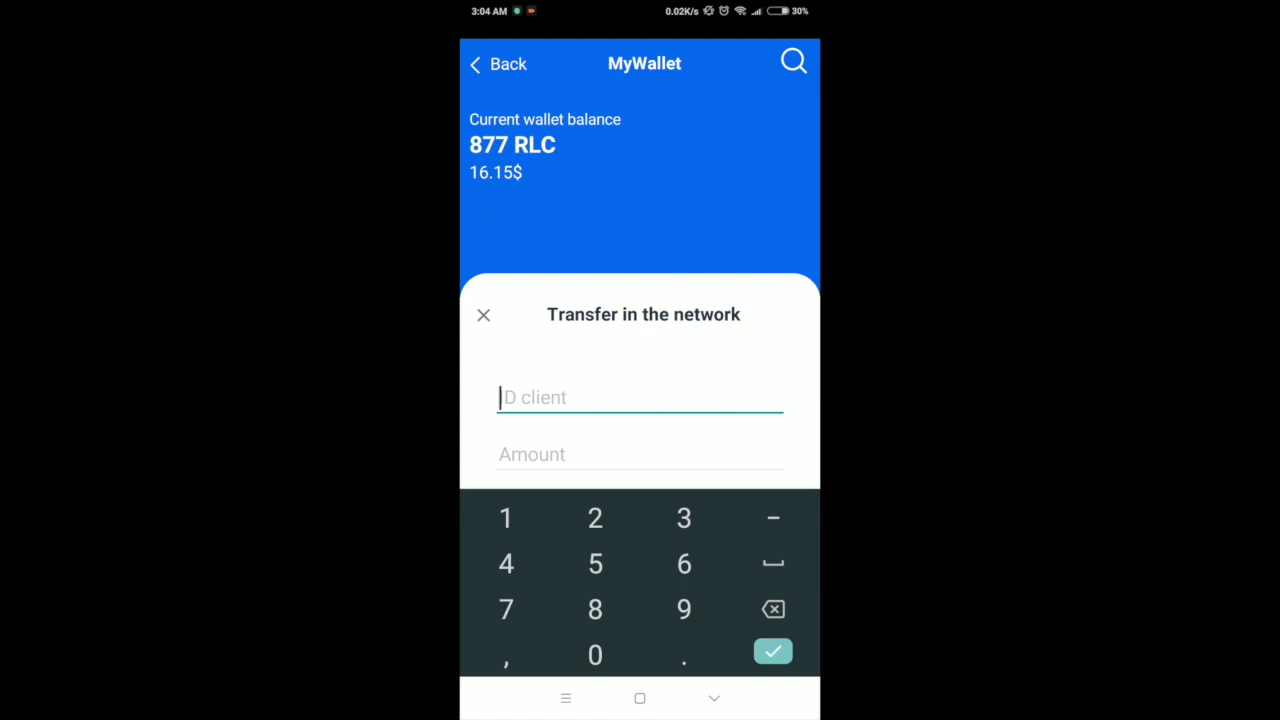 3:04 AM 0.02K/s 30%
Back MyWallet
Current wallet balance
877 RLC
16.15$
Transfer in the network
ID client
Amount
1 2 3 -
4 5 6
7 8 9
, 0 .